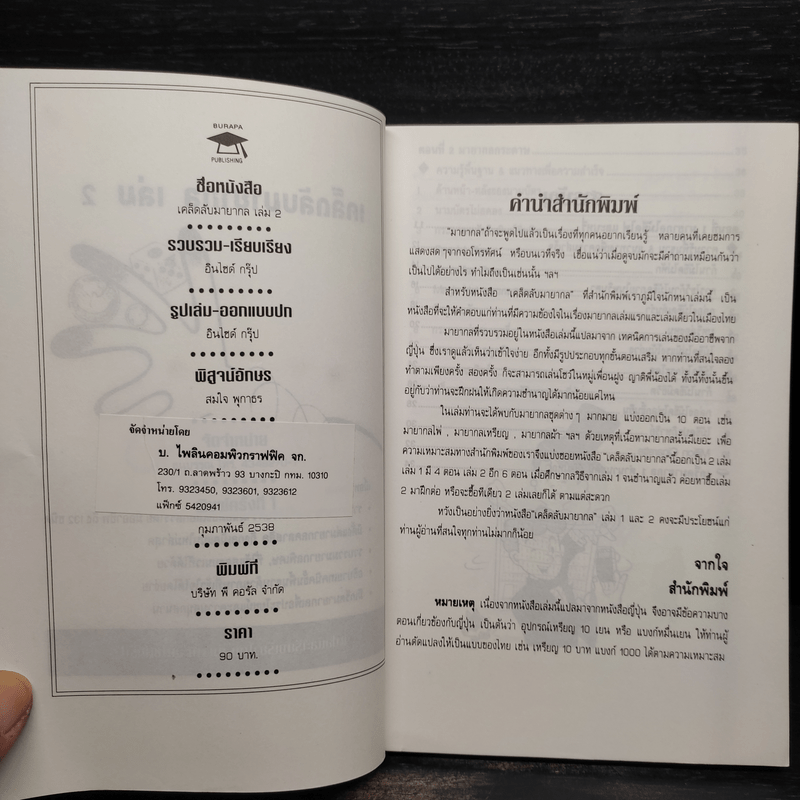 BURAPA
PUBLISHING
ชื่อหนังสือ
เคล็ดลับมายากล เล่ม 2
รวบรวม-เรียบเรียง
อินไซด์ กรุ๊ป
รูปเล่ม-ออกแบบปก
อินไซด์ กรุ๊ป
พิสูจน์อักษร
สมใจ พุกาธร
จัดจำหน่ายโดย
บ. ไพลินคอมพิวกราฟฟิค จก.
230/1 ถ.ลาดพร้าว 93 บางกะปิ กทม. 10310
โทร. 9323450, 9323601, 9323612
แฟ็กซ์ 5420941
กุมภาพันธ์ 2538
พิมพ์ที่
บริษัท พี คอรัล จำกัด
ราคา
90 บาท.
คำนำสำนักพิมพ์
"มายากล"ถ้าจะพูดไปแล้วเป็นเรื่องที่ทุกคนอยากเรียนรู้ หลายคนที่เคยชมการ
แสดงสดๆจากจอโทรทัศน์ หรือบนเวทีจริง เชื่อแน่ว่าเมื่อดูจบมักจะมีคำถามเหมือนกันว่า
เป็นไปได้อย่างไร ทำไมถึงเป็นเช่นนั้น ฯลฯ
สำหรับหนังสือ "เคล็ดลับมายากล" ที่สำนักพิมพ์เราภูมิใจนักหนาเล่มนี้ เป็น
หนังสือที่จะให้คำตอบแก่ท่านที่มีความข้องใจในเรื่องมายากลเล่มแรกและเล่มเดียวในเมืองไทย
มายากลที่รวบรวมอยู่ในหนังสือเล่มนี้แปลมาจาก เทคนิคการเล่นของมืออาชีพจาก
ญี่ปุ่น ซึ่งเราดูแล้วเห็นว่าเข้าใจง่าย อีกทั้งมีรูปประกอบทุกขั้นตอนเสริม หากท่านที่สนใจลอง
ทำตามเพียงครั้ง สองครั้ง ก็จะสามารถเล่นโชว์ในหมู่เพื่อนฝูง ญาติพี่น้องได้ ทั้งนี้ทั้งนั้นขึ้น
อยู่กับว่าท่านจะฝึกฝนให้เกิดความชำนาญได้มากน้อยแค่ไหน
ในเล่มท่านจะได้พบกับมายากลชุดต่างๆ มากมาย แบ่งออกเป็น 10 ตอน เช่น
มายากลไพ่ , มายากลเหรียญ , มายากลผ้า ฯลฯ ด้วยเหตุที่เนื้อหามายากลนั้นมีเยอะ เพื่อ
ความเหมาะสมทางสำนักพิมพ์ของเราจึงแบ่งซอยหนังสือ "เคล็ดลับมายากล"นี้ออกเป็น 2 เล่ม
เล่ม 1 มี 4 ตอน เล่ม 2 อีก 6 ตอน เมื่อศึกษากลวิธีจากเล่ม 1 จนชำนาญแล้ว ค่อยหาซื้อเล่ม
2 มาฝึกต่อ หรือจะซื้อทีเดียว 2 เล่มเลยก็ได้ ตามแต่สะดวก
หวังเป็นอย่างยิ่งว่าหนังสือ"เคล็ดลับมายากล" เล่ม 1 และ 2 คงจะมีประโยชน์แก่
ท่านผู้อ่านที่สนใจทุกท่านไม่มากก็น้อย
จากใจ
สำนักพิมพ์
หมายเหตุ เนื่องจากหนังสือเล่มนี้แปลมาจากหนังสือญี่ปุ่น จึงอาจมีข้อความบาง
ตอนเกี่ยวข้องกับญี่ปุ่น เป็นต้นว่า อุปกรณ์เหรียญ 10 เยน หรือ แบงก์หมื่นเยน ให้ท่านผู้
อ่านดัดแปลงให้เป็นแบบของไทย เช่น เหรียญ 10 บาท แบงก์ 1000 ได้ตามความเหมาะสม